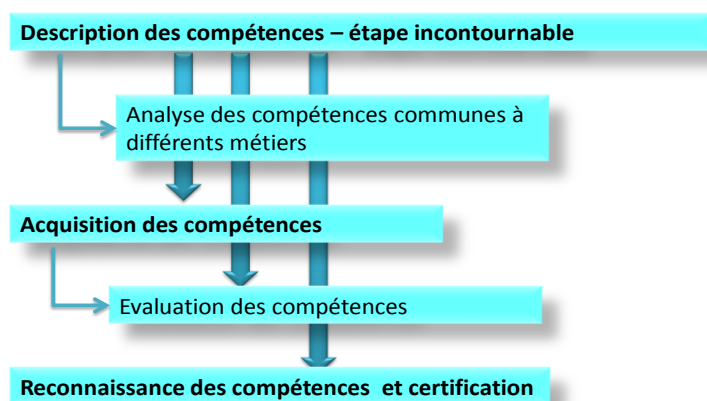 Description des compétences – étape incontournable
Analyse des compétences communes à
différents métiers
Acquisition des compétences
Evaluation des compétences
Reconnaissance des compétences et certification